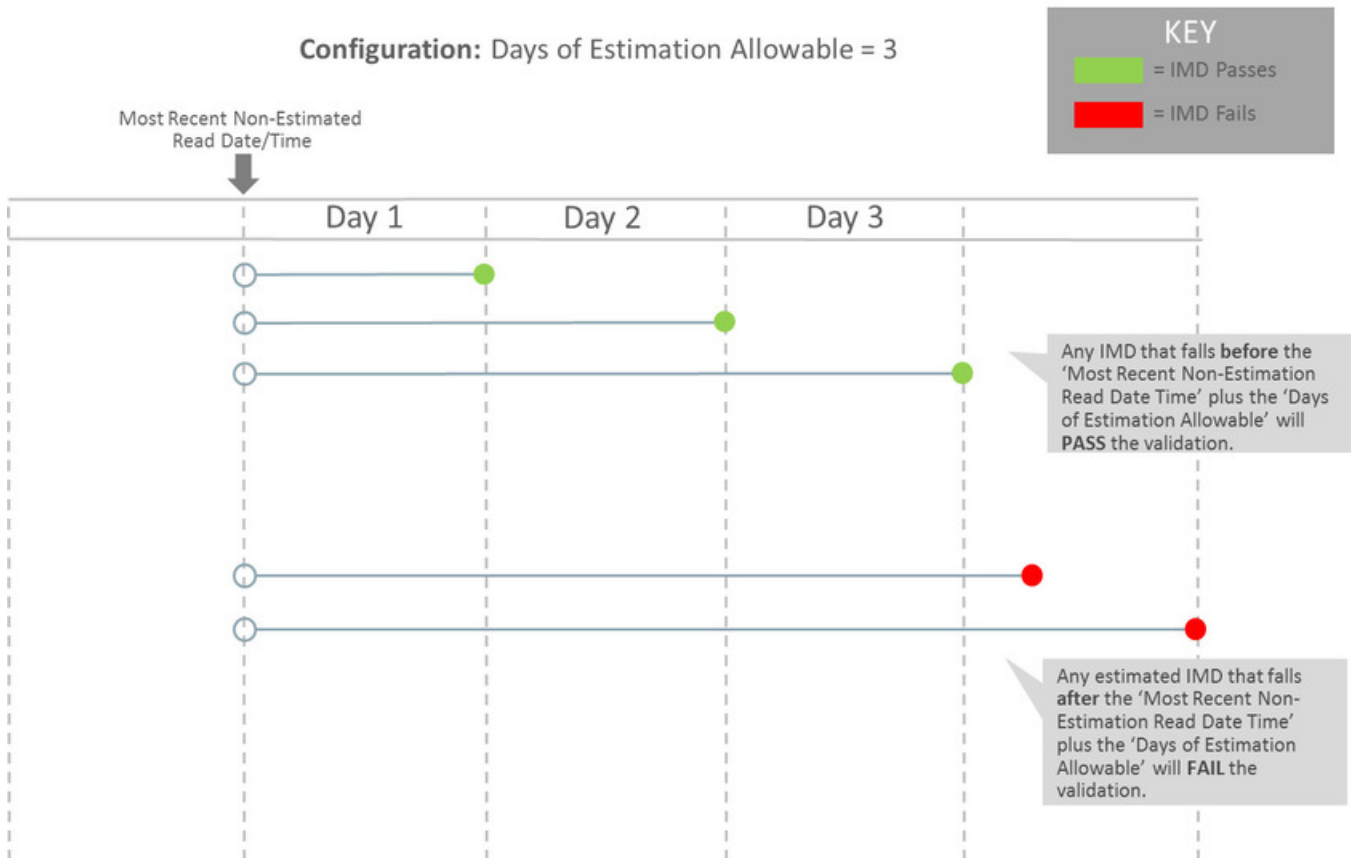 Configuration: Days of Estimation Allowable = 3
KEY
= IMD Passes
= IMD Fails
Most Recent Non-Estimated
Read Date/Time
Day 1
Day 2
Day 3
Any IMD that falls before the
‘Most Recent Non-Estimation
Read Date Time’ plus the ‘Days
of Estimation Allowable’ will
PASS the validation.
Any estimated IMD that falls
after the ‘Most Recent Non-
Estimation Read Date Time’
plus the ‘Days of Estimation
Allowable’ will FAIL the
validation.